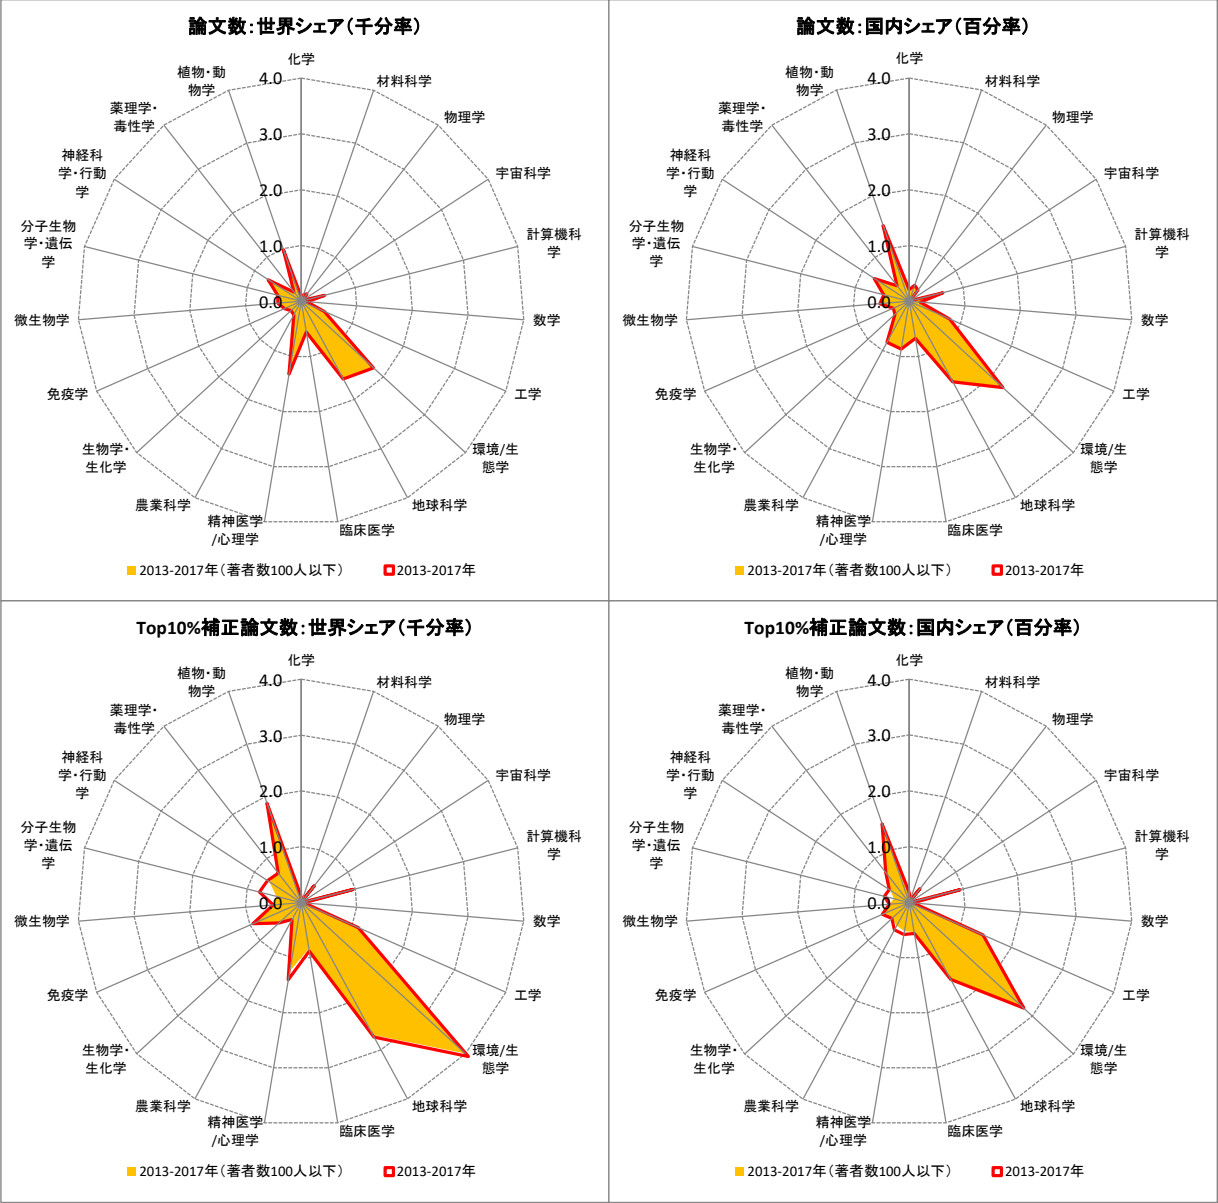 論文数：世界シェア（千分率）
化学
植物・動
物学
材料科学
4.0
薬理学・
毒性学
物理学
3.0
神経科
学・行動
学
宇宙科学
2.0
分子生物
学・遺伝
学
計算機科
学
1.0
0.0
微生物学
数学
免疫学
工学
生物学・
生化学
環境/生
態学
農業科学
地球科学
精神医学
/心理学
臨床医学
2013-2017年（著者数100人以下）
2013-2017年
論文数：国内シェア（百分率）
化学
植物・動
物学
材料科学
4.0
薬理学・
毒性学
物理学
3.0
神経科
学・行動
学
宇宙科学
2.0
分子生物
学・遺伝
学
計算機科
学
1.0
0.0
微生物学
数学
免疫学
工学
生物学・
生化学
環境/生
態学
農業科学
地球科学
精神医学
/心理学
臨床医学
2013-2017年（著者数100人以下）
2013-2017年
Top10%補正論文数：世界シェア（千分率）
化学
植物・動
物学
材料科学
4.0
薬理学・
毒性学
物理学
3.0
神経科
学・行動
学
宇宙科学
2.0
分子生物
学・遺伝
学
計算機科
学
1.0
0.0
微生物学
数学
免疫学
工学
生物学・
生化学
環境/生
態学
農業科学
地球科学
精神医学
/心理学
臨床医学
2013-2017年（著者数100人以下）
2013-2017年
Top10%補正論文数：国内シェア（百分率）
化学
植物・動
物学
材料科学
4.0
薬理学・
毒性学
物理学
3.0
神経科
学・行動
学
宇宙科学
2.0
分子生物
学・遺伝
学
計算機科
学
1.0
0.0
微生物学
数学
免疫学
工学
生物学・
生化学
環境/生
態学
農業科学
地球科学
精神医学
/心理学
臨床医学
2013-2017年（著者数100人以下）
2013-2017年